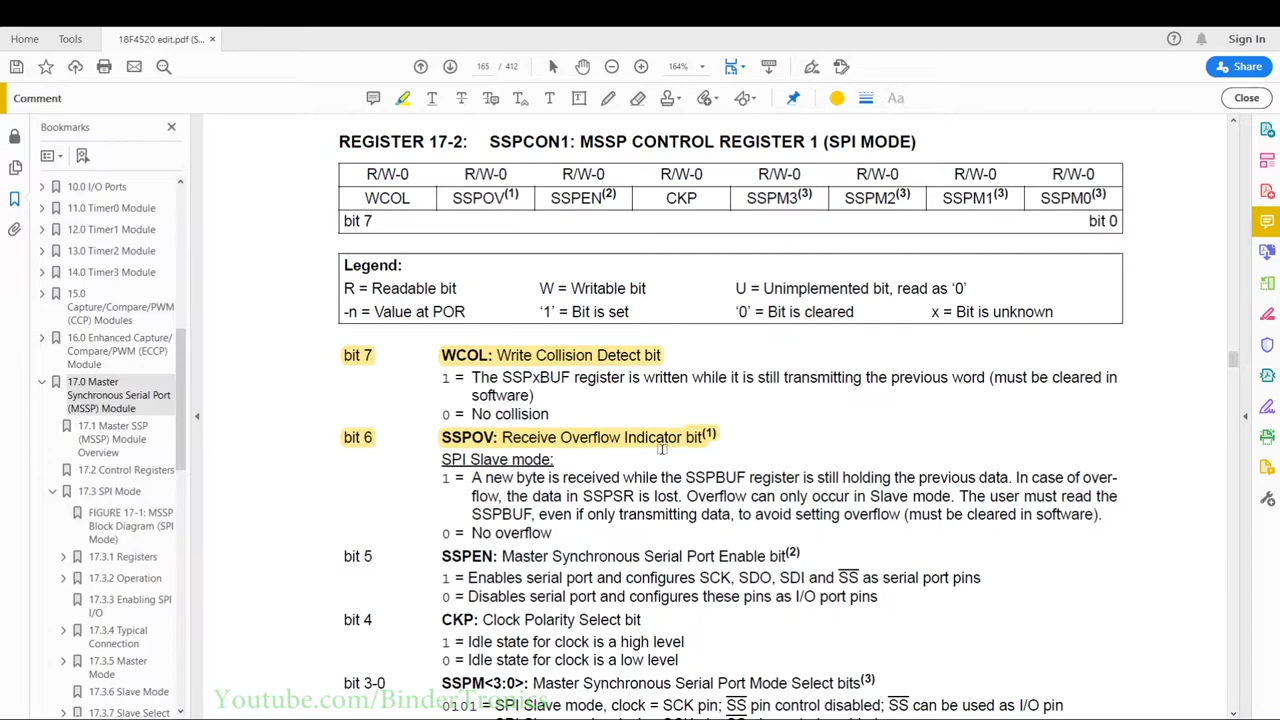 Home Tools 18F4520 edit.pdf (S... × Sign In
165 / 412 164% Share
Comment Aa Close
Bookmarks
10.0 I/O Ports
11.0 Timer0 Module
12.0 Timer1 Module
13.0 Timer2 Module
14.0 Timer3 Module
15.0
Capture/Compare/PWM
(CCP) Modules
16.0 Enhanced Capture/
Compare/PWM (ECCP)
Module
17.0 Master
Synchronous Serial Port
(MSSP) Module
17.1 Master SSP
(MSSP) Module
Overview
17.2 Control Registers
17.3 SPI Mode
FIGURE 17-1: MSSP
Block Diagram (SPI
Mode)
17.3.1 Registers
17.3.2 Operation
17.3.3 Enabling SPI
I/O
17.3.4 Typical
Connection
17.3.5 Master
Mode
17.3.6 Slave Mode
17.3.7 Slave Select
REGISTER 17-2: SSPCON1: MSSP CONTROL REGISTER 1 (SPI MODE)
R/W-0 R/W-0 R/W-0 R/W-0 R/W-0 R/W-0 R/W-0 R/W-0
WCOL SSPOV(1) SSPEN(2) CKP SSPM3(3) SSPM2(3) SSPM1(3) SSPM0(3)
bit 7 bit 0
Legend:
R = Readable bit W = Writable bit U = Unimplemented bit, read as ‘0’
-n = Value at POR ‘1’ = Bit is set ‘0’ = Bit is cleared x = Bit is unknown
bit 7 WCOL: Write Collision Detect bit
1 = The SSPxBUF register is written while it is still transmitting the previous word (must be cleared in
software)
0 = No collision
bit 6 SSPOV: Receive Overflow Indicator bit(1)
SPI Slave mode:
1 = A new byte is received while the SSPBUF register is still holding the previous data. In case of over-
flow, the data in SSPSR is lost. Overflow can only occur in Slave mode. The user must read the
SSPBUF, even if only transmitting data, to avoid setting overflow (must be cleared in software).
0 = No overflow
bit 5 SSPEN: Master Synchronous Serial Port Enable bit(2)
1 = Enables serial port and configures SCK, SDO, SDI and SS as serial port pins
0 = Disables serial port and configures these pins as I/O port pins
bit 4 CKP: Clock Polarity Select bit
1 = Idle state for clock is a high level
0 = Idle state for clock is a low level
bit 3-0 SSPM<3:0>: Master Synchronous Serial Port Mode Select bits(3)
0101 = SPI Slave mode, clock = SCK pin; SS pin control disabled; SS can be used as I/O pin
Youtube.com/BinderTronics